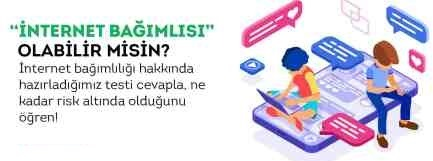 “İNTERNET BAĞIMLISI”
OLABİLİR MİSİN?
İnternet bağımlılığı hakkında
hazırladığımız testi cevapla, ne
kadar risk altında olduğunu
öğren!